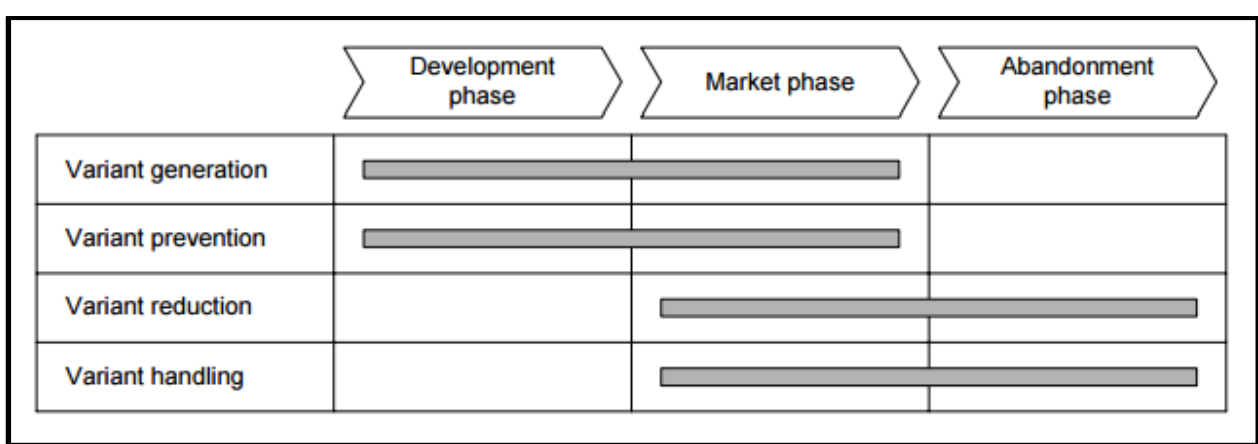 Development
phase
Market phase
Abandonment
phase
Variant generation
Variant prevention
Variant reduction
Variant handling